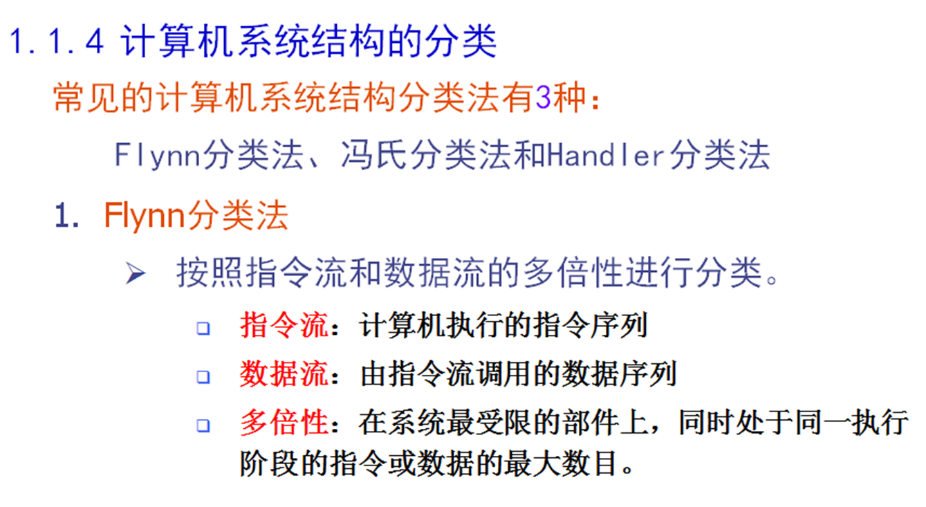 1.1.4 计算机系统结构的分类
常见的计算机系统结构分类法有3种：
Flynn分类法、冯氏分类法和Handler分类法
1. Flynn分类法
➢ 按照指令流和数据流的多倍性进行分类。
❑ 指令流：计算机执行的指令序列
❑ 数据流：由指令流调用的数据序列
❑ 多倍性：在系统最受限的部件上，同时处于同一执行
阶段的指令或数据的最大数目。